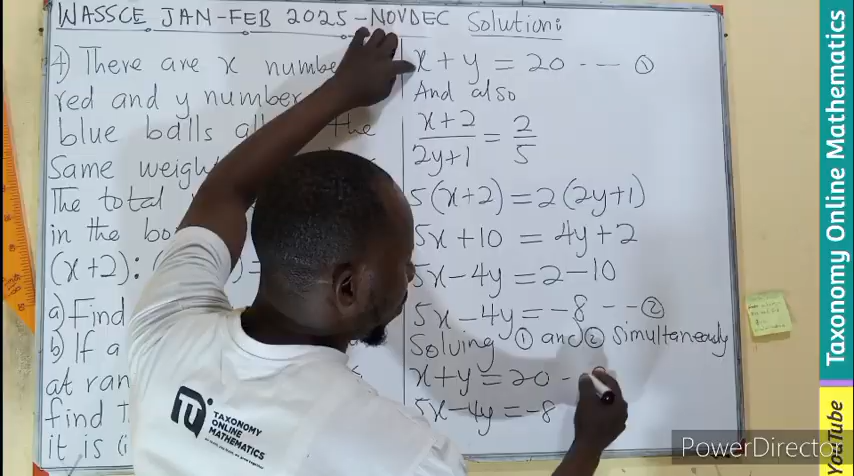 WASSCE JAN-FEB 2025-NOVDEC
4) There are x
red and y number
blue balls all the
Same weight
The total
in the bo
(x+2): (
a) Find
b) If a
at ran
find t
it is (i
Solution:
x + y = 20 --- ①
And also
x+2 / 2y+1 = 2/5
5(x+2) = 2(2y+1)
5x + 10 = 4y + 2
5x - 4y = 2 - 10
5x - 4y = -8 --- ②
Solving ① and ② Simultaneously
x + y = 20 -
5x - 4y = -8
TOM
TAXONOMY
ONLINE
MATHEMATICS
Taxonomy Online Mathematics
YouTube
PowerDirector